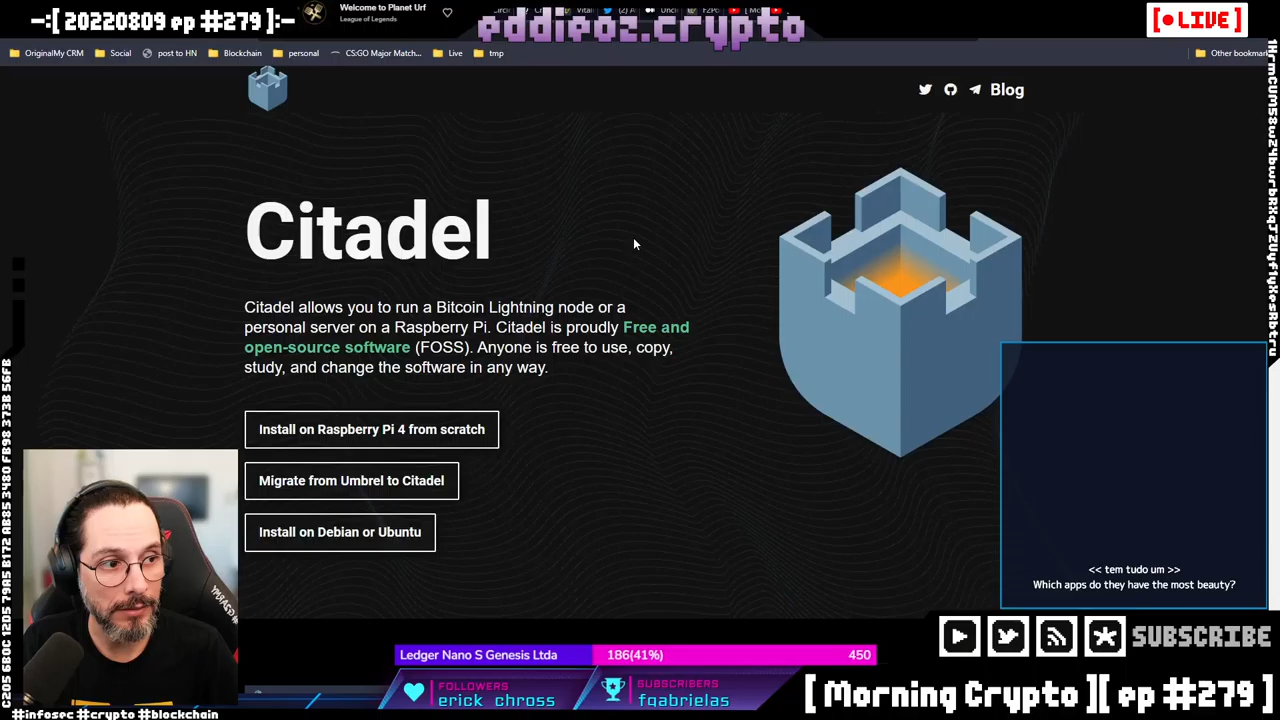 -:[ 20220809 ep #279 ]:-
Welcome to Planet Urf
League of Legends
eddieoz.crypto
[•LIVE]
OriginalMy CRM
Social
post to HN
Blockchain
personal
CS:GO Major Match...
Live
tmp
Other bookmar
Blog
Citadel
Citadel allows you to run a Bitcoin Lightning node or a
personal server on a Raspberry Pi. Citadel is proudly Free and
open-source software (FOSS). Anyone is free to use, copy,
study, and change the software in any way.
Install on Raspberry Pi 4 from scratch
Migrate from Umbrel to Citadel
Install on Debian or Ubuntu
<< tem tudo um >>
Which apps do they have the most beauty?
SUBSCRIBE
Ledger Nano S Genesis Ltda
186(41%)
450
FOLLOWERS
erick_chross
SUBSCRIBERS
fgabrielas
[ Morning Crypto ][ ep #279 ]
#infosec #crypto #blockchain